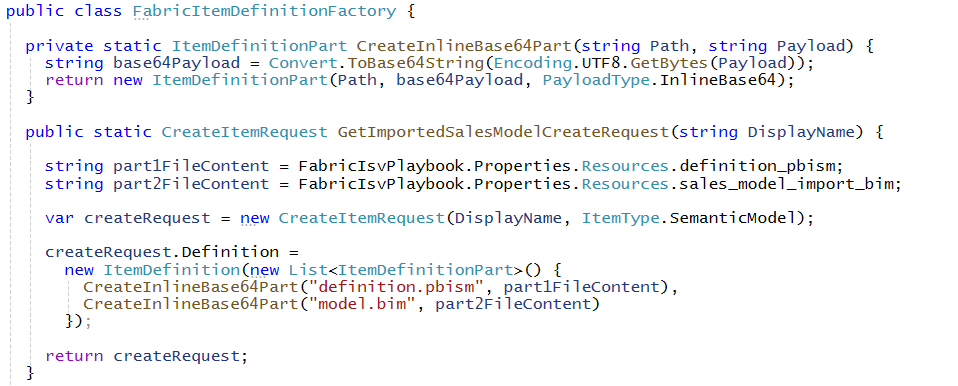 public class FabricItemDefinitionFactory {
private static ItemDefinitionPart CreateInlineBase64Part(string Path, string Payload) {
string base64Payload = Convert.ToBase64String(Encoding.UTF8.GetBytes(Payload));
return new ItemDefinitionPart(Path, base64Payload, PayloadType.InlineBase64);
}
public static CreateItemRequest GetImportedSalesModelCreateRequest(string DisplayName) {
string part1FileContent = FabricIsvPlaybook.Properties.Resources.definition_pbism;
string part2FileContent = FabricIsvPlaybook.Properties.Resources.sales_model_import_bim;
var createRequest = new CreateItemRequest(DisplayName, ItemType.SemanticModel);
createRequest.Definition =
new ItemDefinition(new List<ItemDefinitionPart>() {
CreateInlineBase64Part("definition.pbism", part1FileContent),
CreateInlineBase64Part("model.bim", part2FileContent)
});
return createRequest;
}